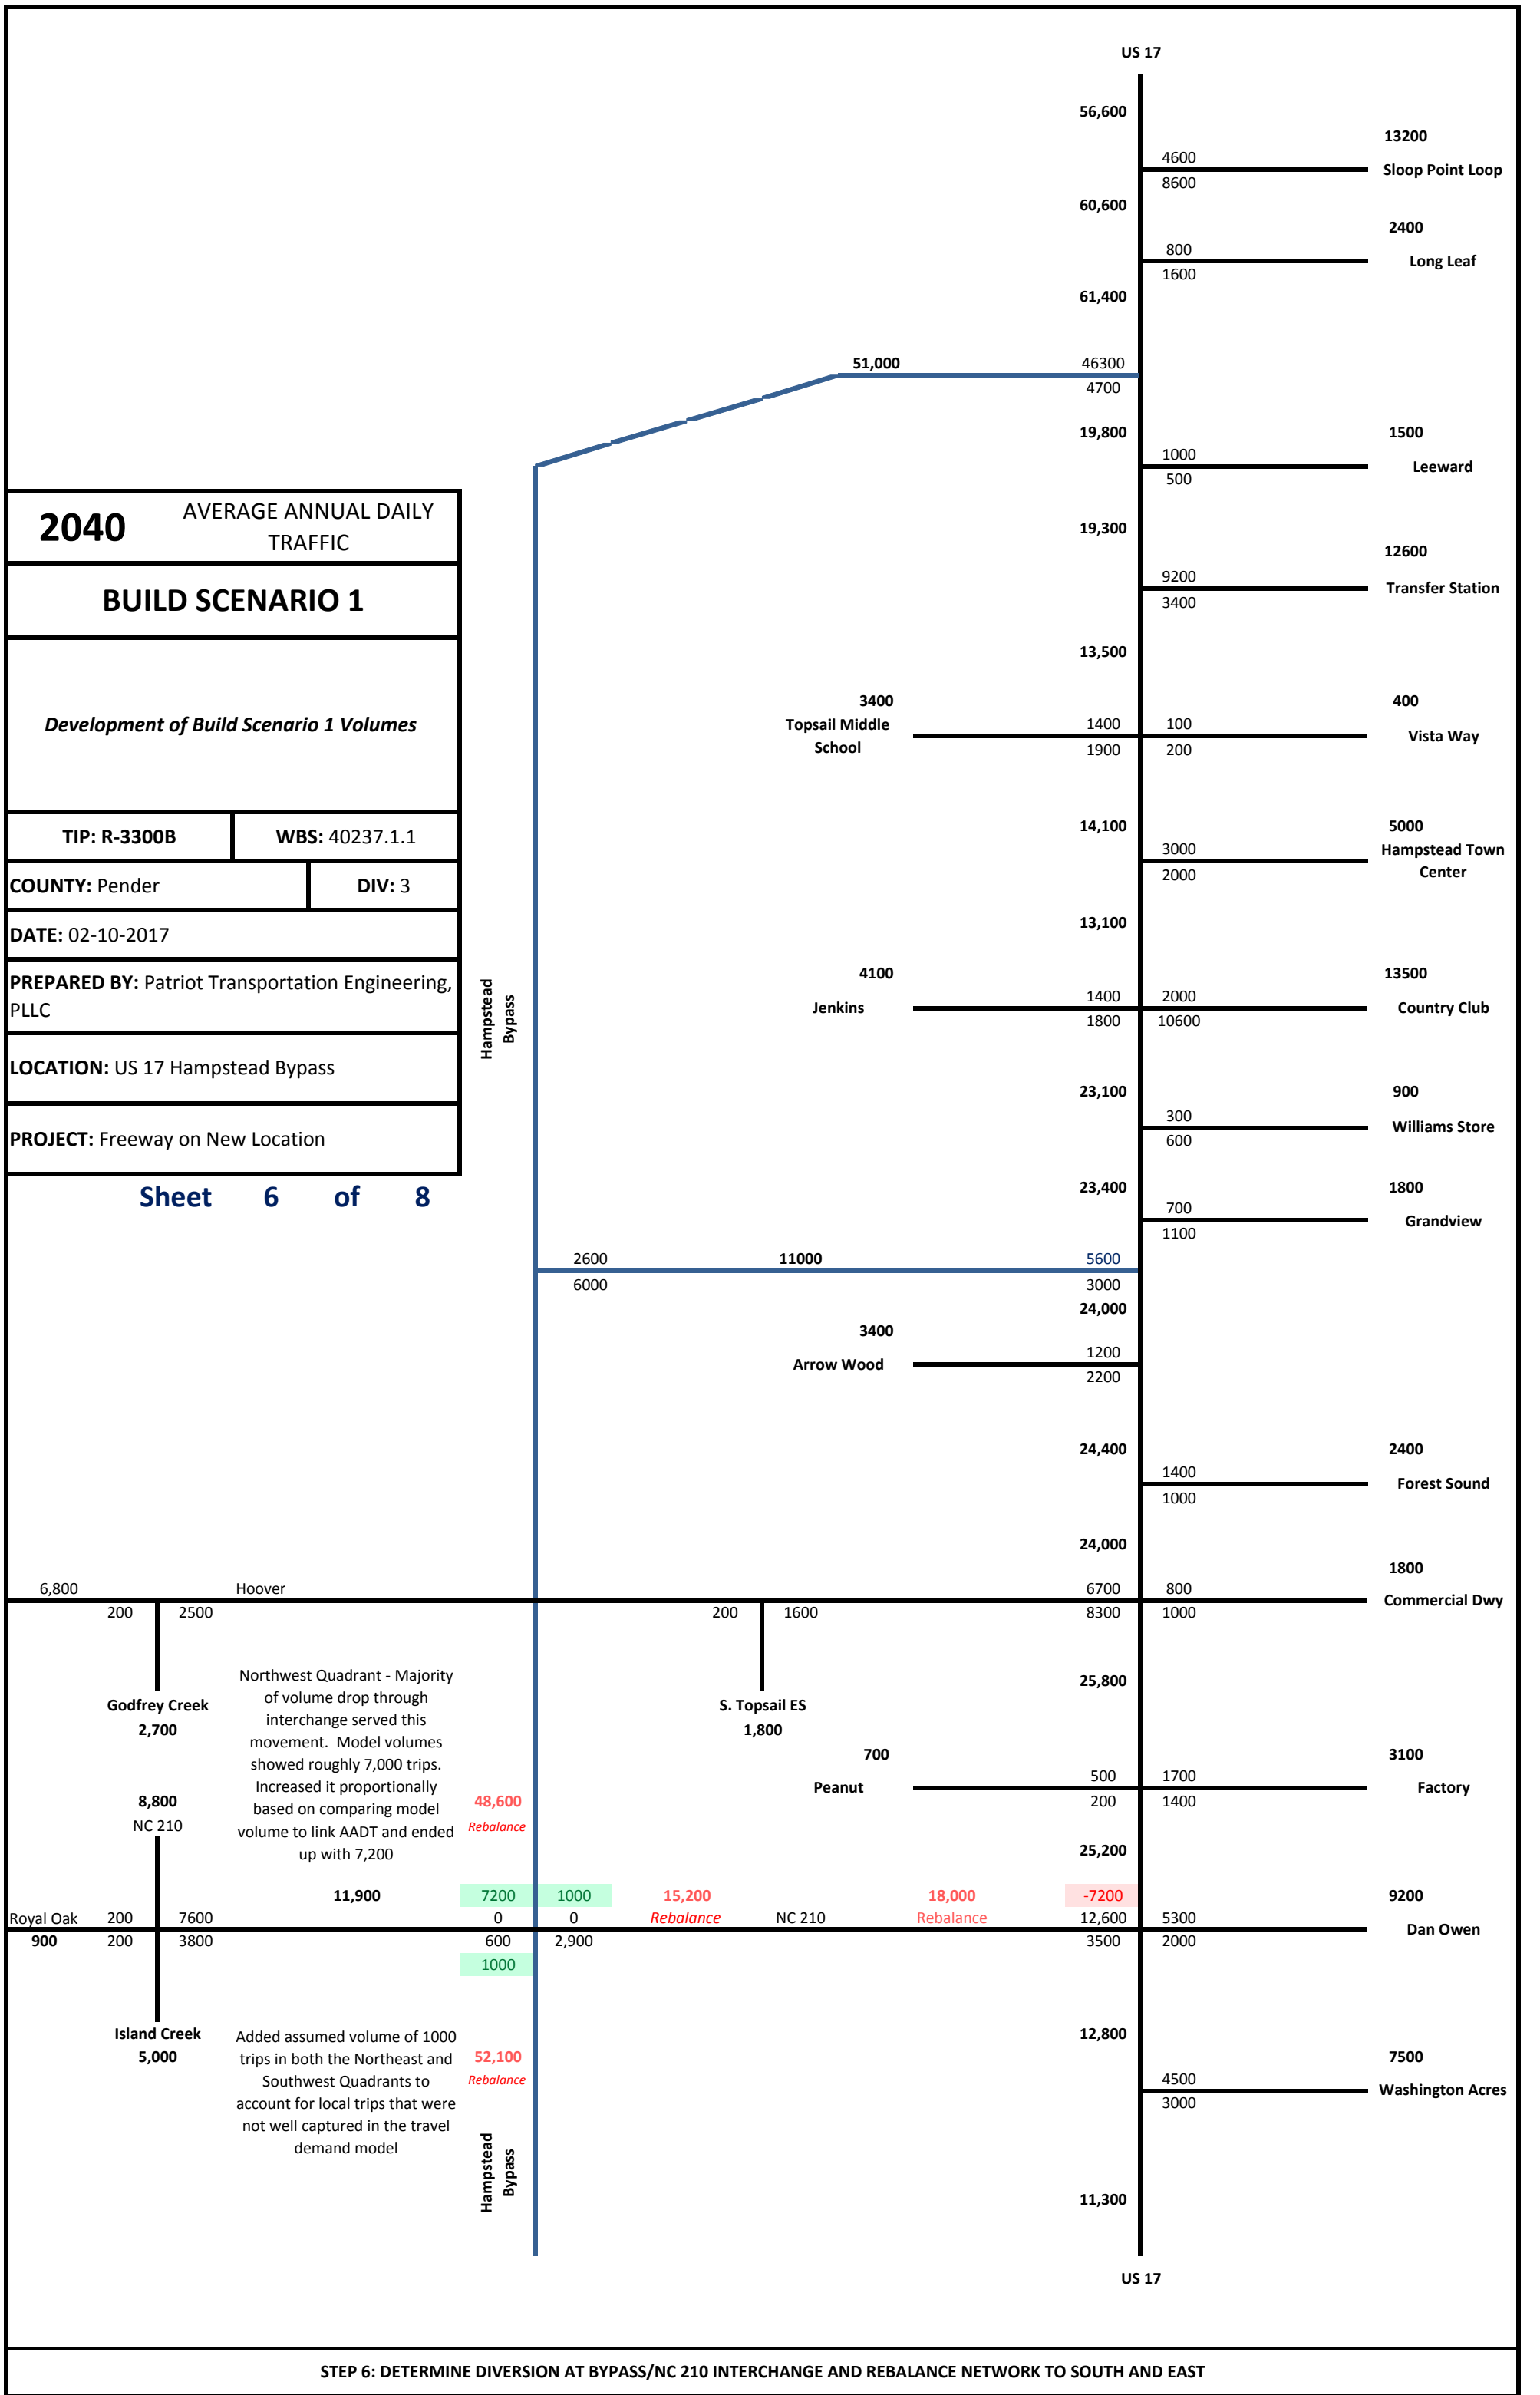 US 17
56,600
13200
4600
Sloop Point Loop
8600
60,600
2400
800
Long Leaf
1600
61,400
51,000
46300
4700
19,800
1500
1000
Leeward
500
2040
AVERAGE ANNUAL DAILY
TRAFFIC
19,300
12600
BUILD SCENARIO 1
9200
Transfer Station
3400
13,500
Development of Build Scenario 1 Volumes
3400
400
Topsail Middle
School
1400
100
Vista Way
1900
200
TIP: R-3300B
WBS: 40237.1.1
14,100
5000
3000
Hampstead Town
Center
2000
COUNTY: Pender
DIV: 3
DATE: 02-10-2017
13,100
PREPARED BY: Patriot Transportation Engineering,
PLLC
Hampstead
Bypass
4100
13500
Jenkins
1400
2000
Country Club
1800
10600
LOCATION: US 17 Hampstead Bypass
23,100
900
PROJECT: Freeway on New Location
300
Williams Store
600
Sheet 6 of 8
23,400
1800
700
Grandview
1100
2600
11000
5600
6000
3000
24,000
3400
Arrow Wood
1200
2200
24,400
2400
1400
Forest Sound
1000
24,000
1800
6,800
Hoover
6700
800
Commercial Dwy
200
2500
200
1600
8300
1000
Northwest Quadrant - Majority
of volume drop through
interchange served this
movement. Model volumes
showed roughly 7,000 trips.
Increased it proportionally
based on comparing model
volume to link AADT and ended
up with 7,200
25,800
Godfrey Creek
2,700
S. Topsail ES
1,800
700
3100
Peanut
500
1700
Factory
200
1400
8,800
NC 210
48,600
Rebalance
25,200
11,900
7200
1000
15,200
18,000
-7200
9200
Royal Oak
200
7600
0
0
Rebalance
NC 210
Rebalance
12,600
5300
Dan Owen
900
200
3800
600
2,900
3500
2000
1000
Island Creek
5,000
Added assumed volume of 1000
trips in both the Northeast and
Southwest Quadrants to
account for local trips that were
not well captured in the travel
demand model
12,800
52,100
Rebalance
7500
4500
Washington Acres
3000
Hampstead
Bypass
11,300
US 17
STEP 6: DETERMINE DIVERSION AT BYPASS/NC 210 INTERCHANGE AND REBALANCE NETWORK TO SOUTH AND EAST